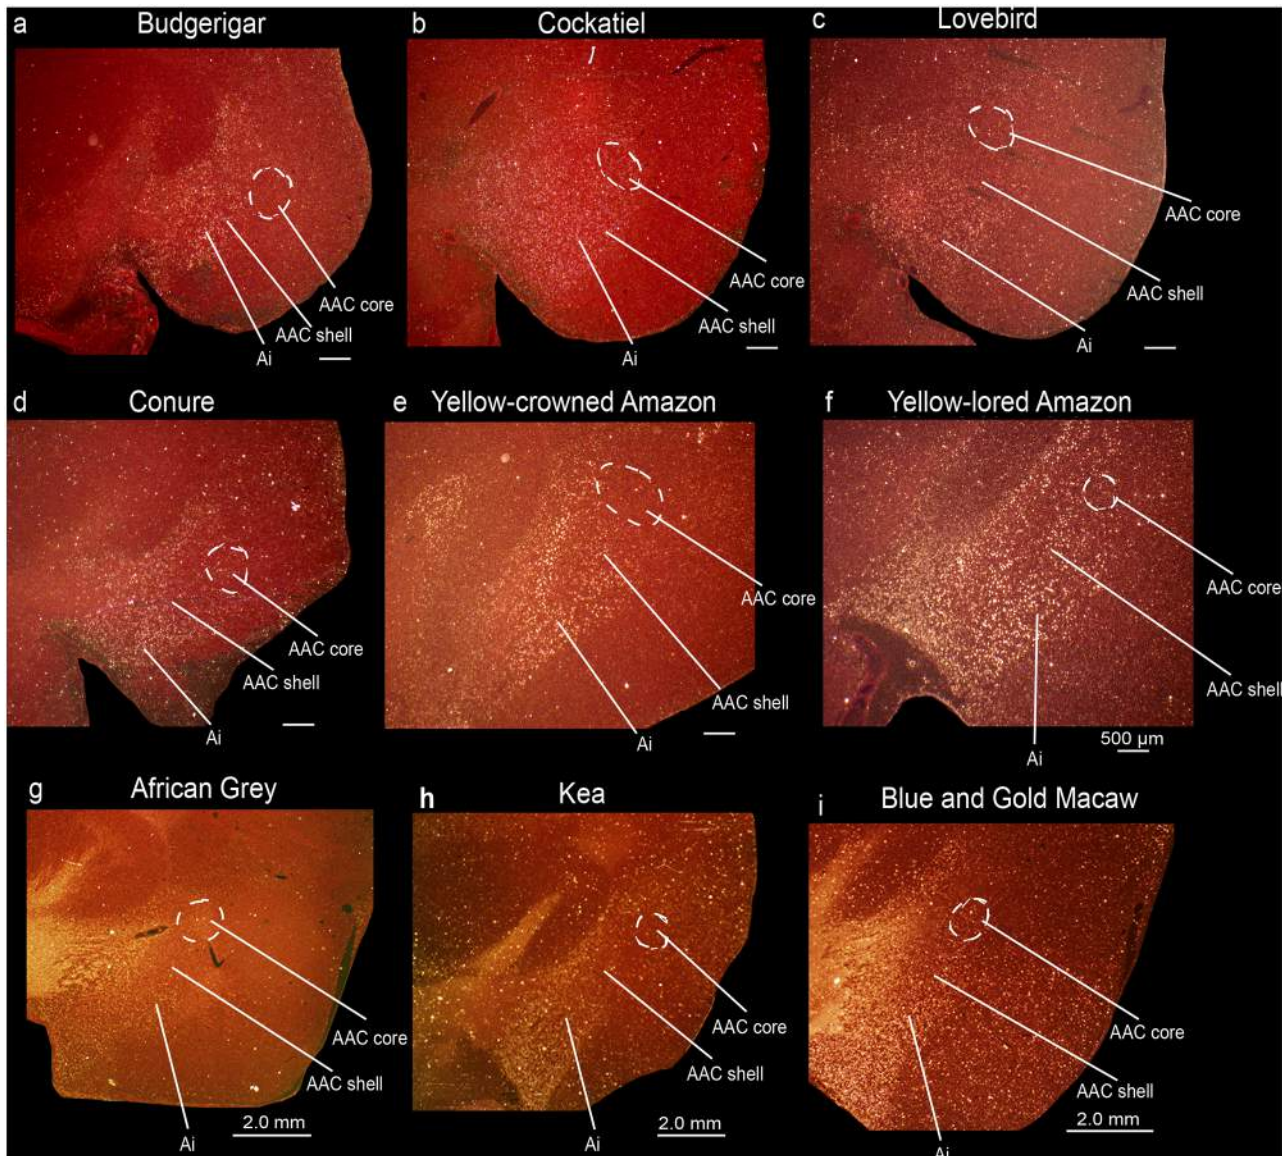 a Budgerigar
b Cockatiel
c Lovebird
AAC core
AAC shell
Ai
AAC core
AAC shell
Ai
AAC core
AAC shell
Ai
d Conure
e Yellow-crowned Amazon
f Yellow-lored Amazon
AAC core
AAC shell
Ai
AAC core
AAC shell
Ai
AAC core
AAC shell
Ai
500 µm
g African Grey
h Kea
i Blue and Gold Macaw
AAC core
AAC shell
Ai
2.0 mm
AAC core
AAC shell
Ai
2.0 mm
AAC core
AAC shell
Ai
2.0 mm